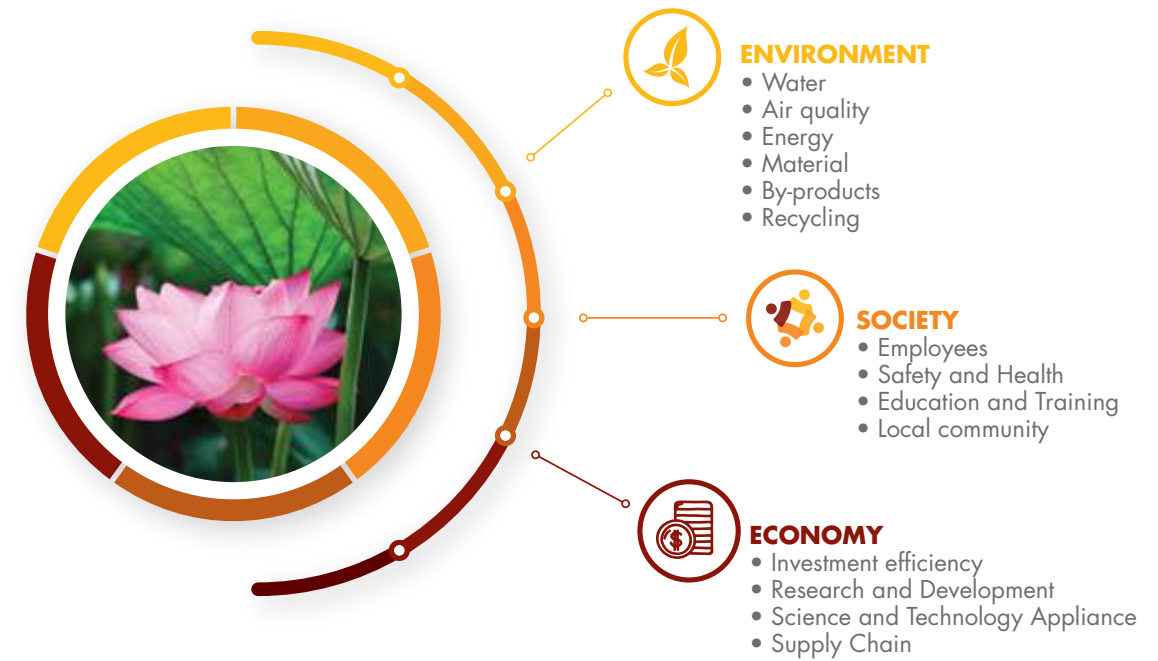 ENVIRONMENT
• Water
• Air quality
• Energy
• Material
• By-products
• Recycling
SOCIETY
• Employees
• Safety and Health
• Education and Training
• Local community
$
ECONOMY
• Investment efficiency
• Research and Development
• Science and Technology Appliance
• Supply Chain